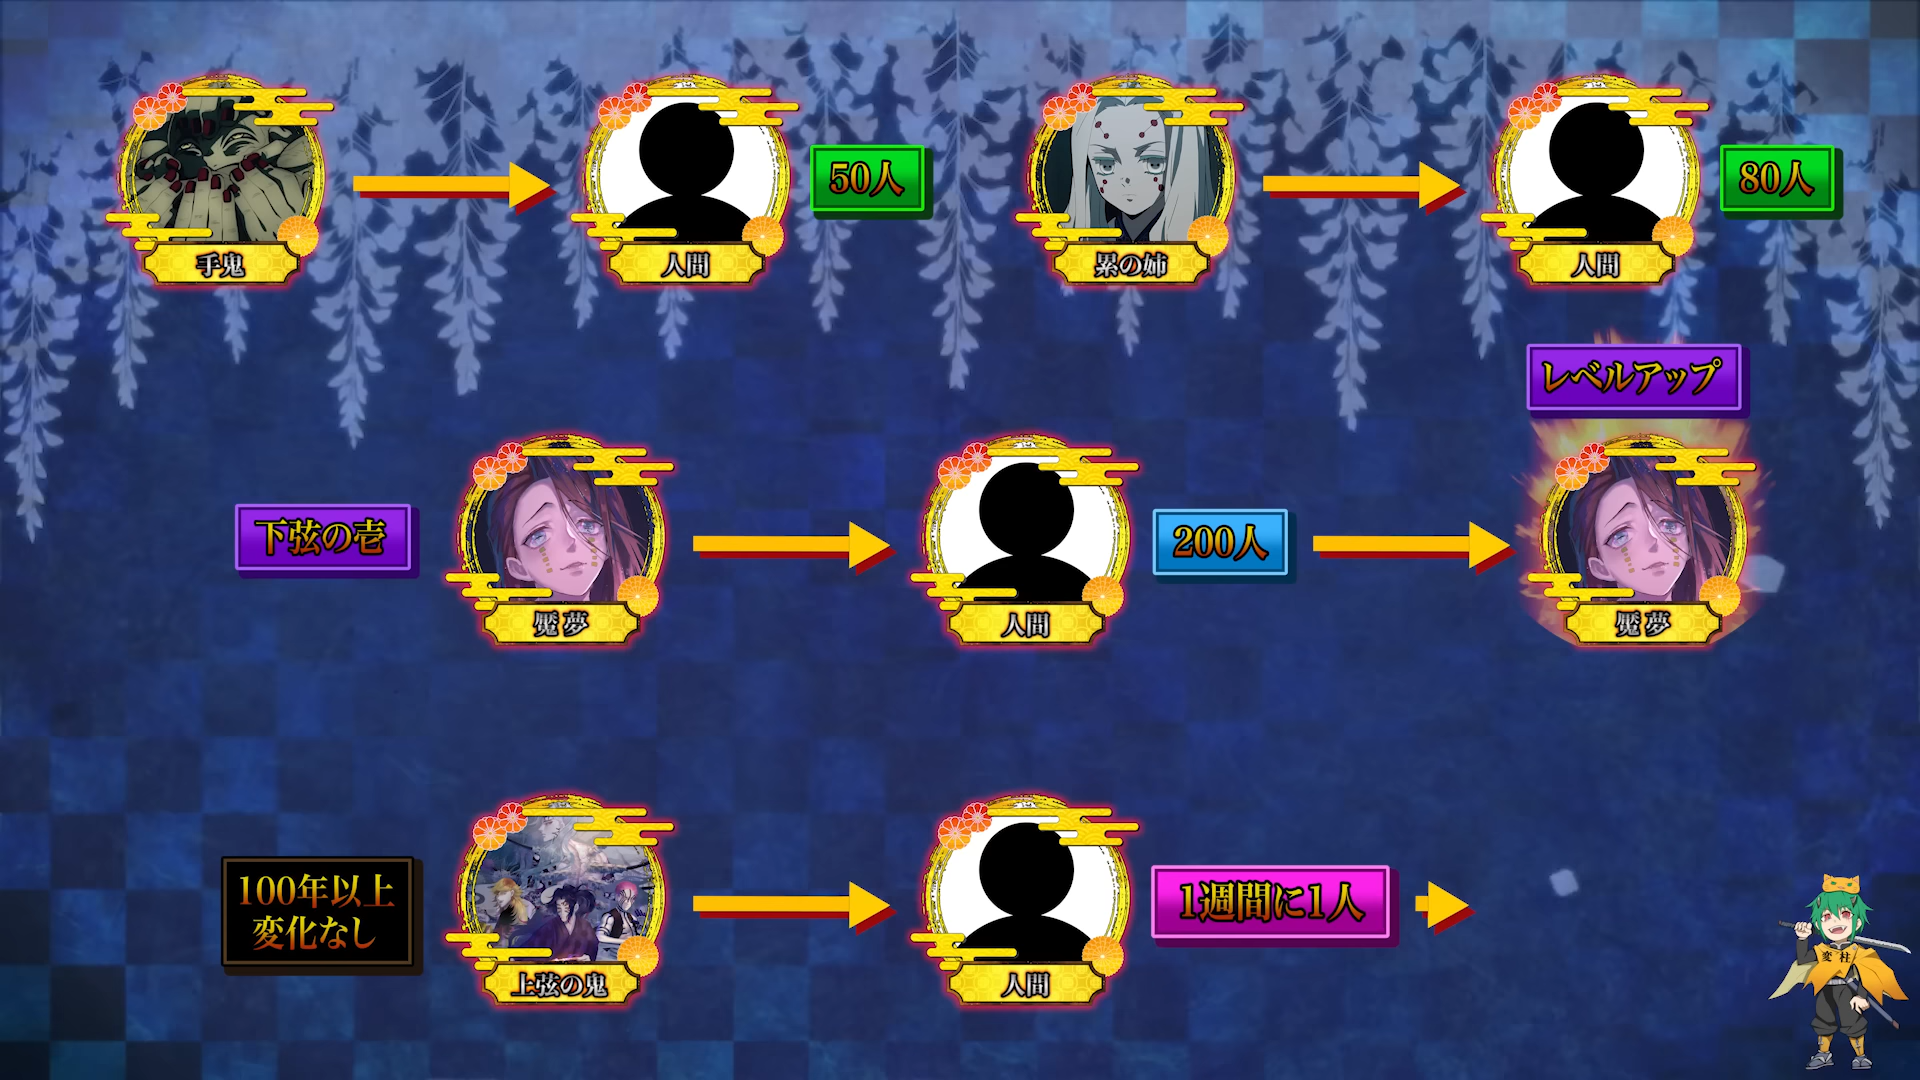 50人
80人
手鬼
人間
累の姉
人間
レベルアップ
下弦の壱
200人
魘夢
人間
魘夢
100年以上
変化なし
1週間に1人
上弦の鬼
人間
変 柱